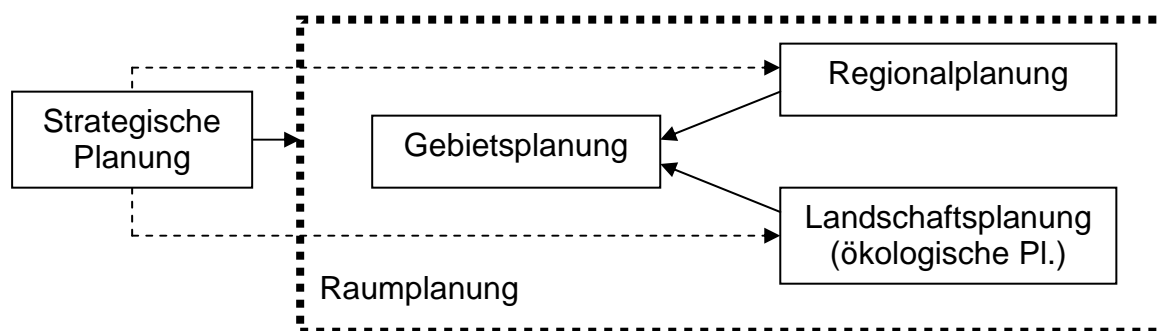 Strategische
Planung
Gebietsplanung
Regionalplanung
Landschaftsplanung
(ökologische Pl.)
Raumplanung